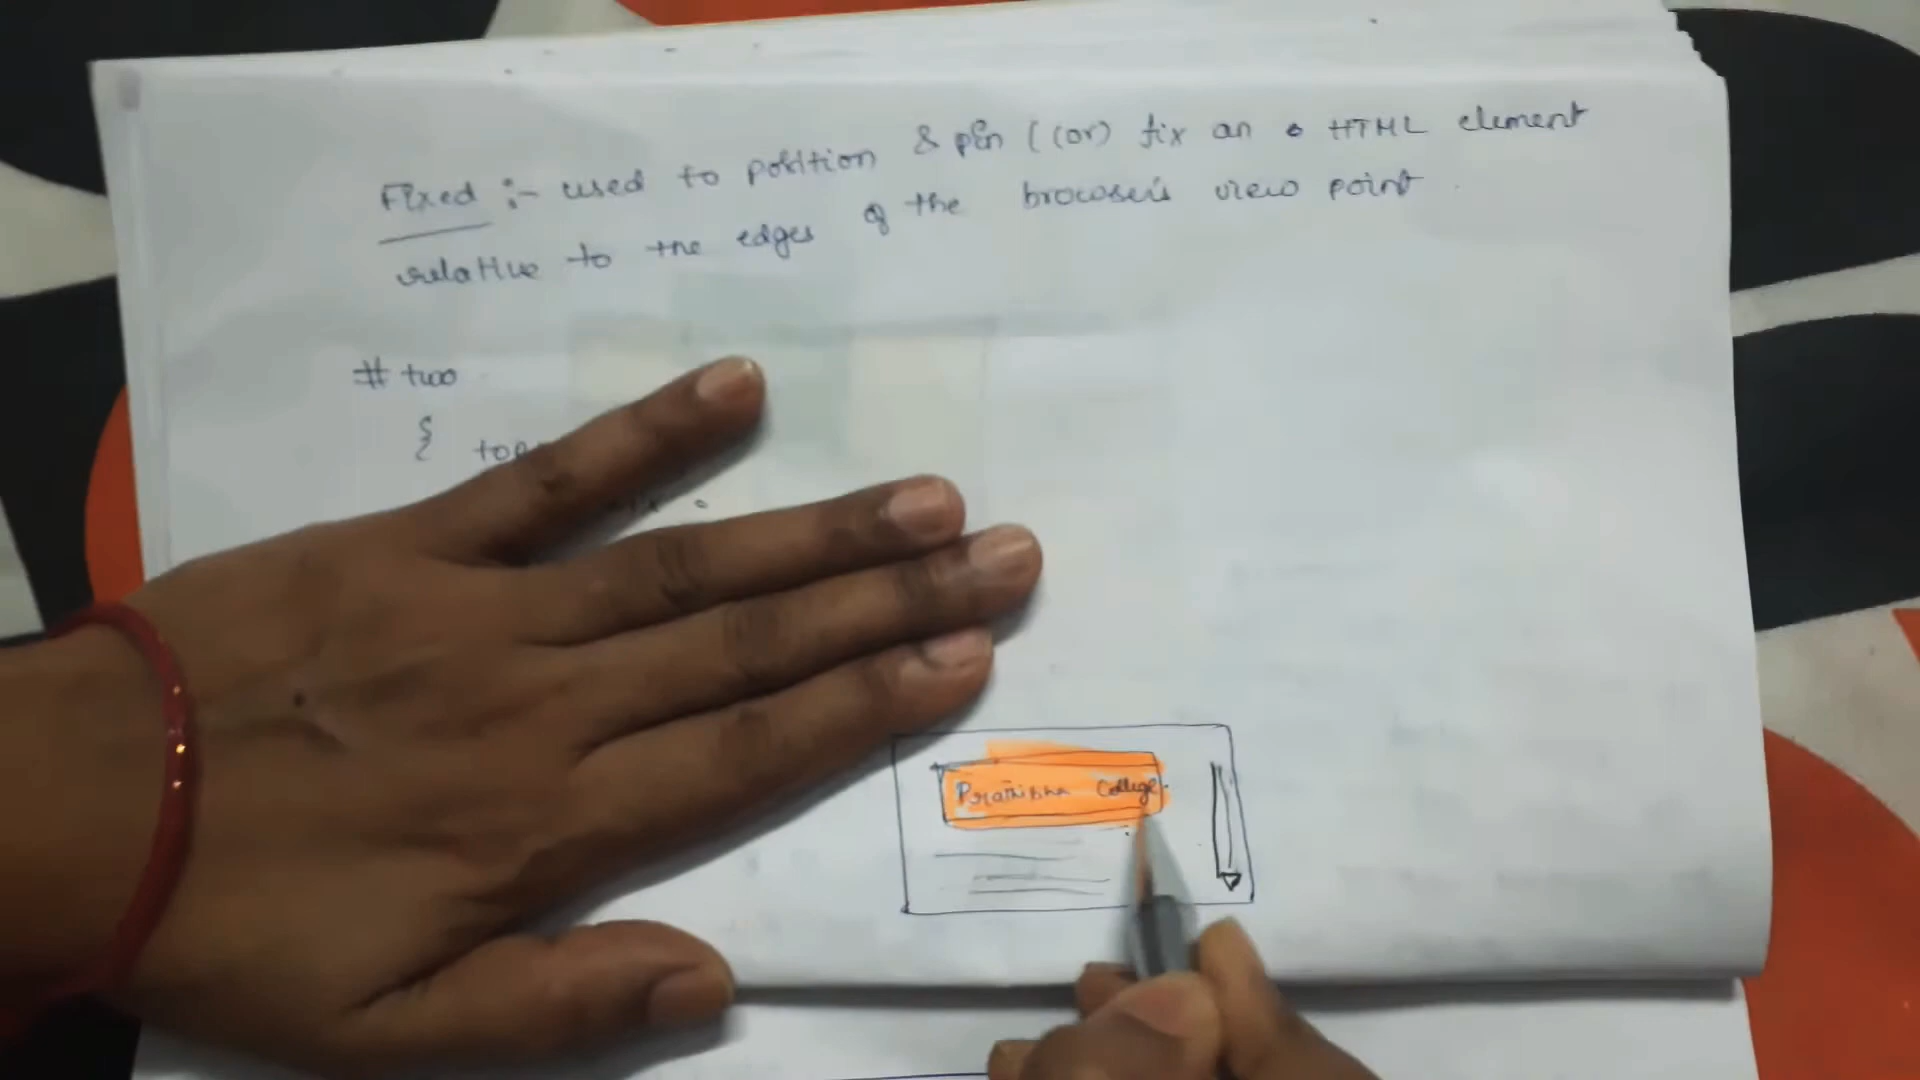 Fixed :- used to position & pin ((or) fix an HTML element
relative to the edges of the browser's view point.
# two
{ top
Prathibha College.